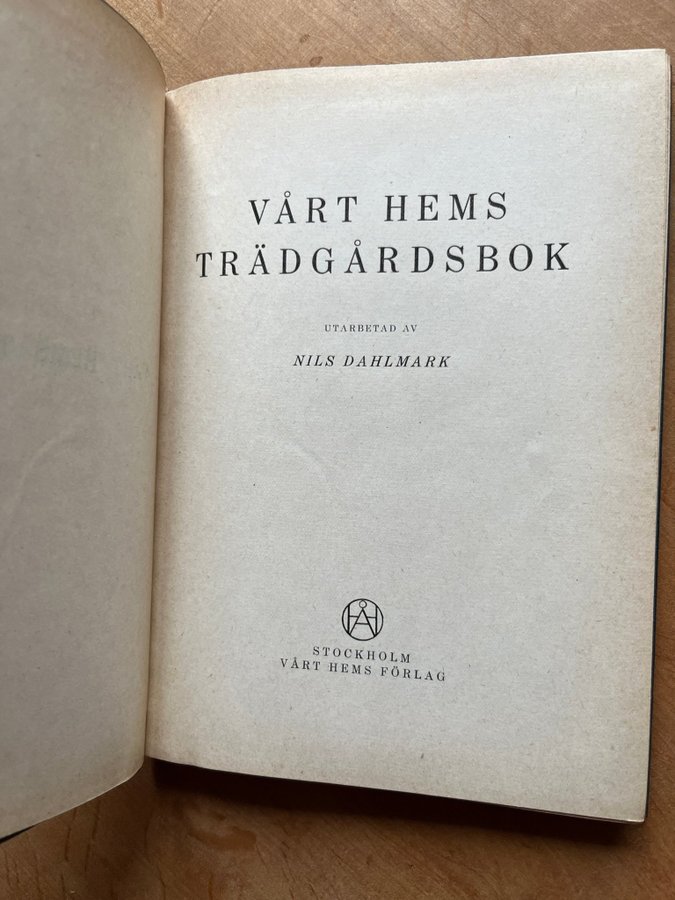 VÅRT HEMS
TRÄDGÅRDSBOK
UTARBETAD AV
NILS DAHLMARK
STOCKHOLM
VÅRT HEMS FÖRLAG